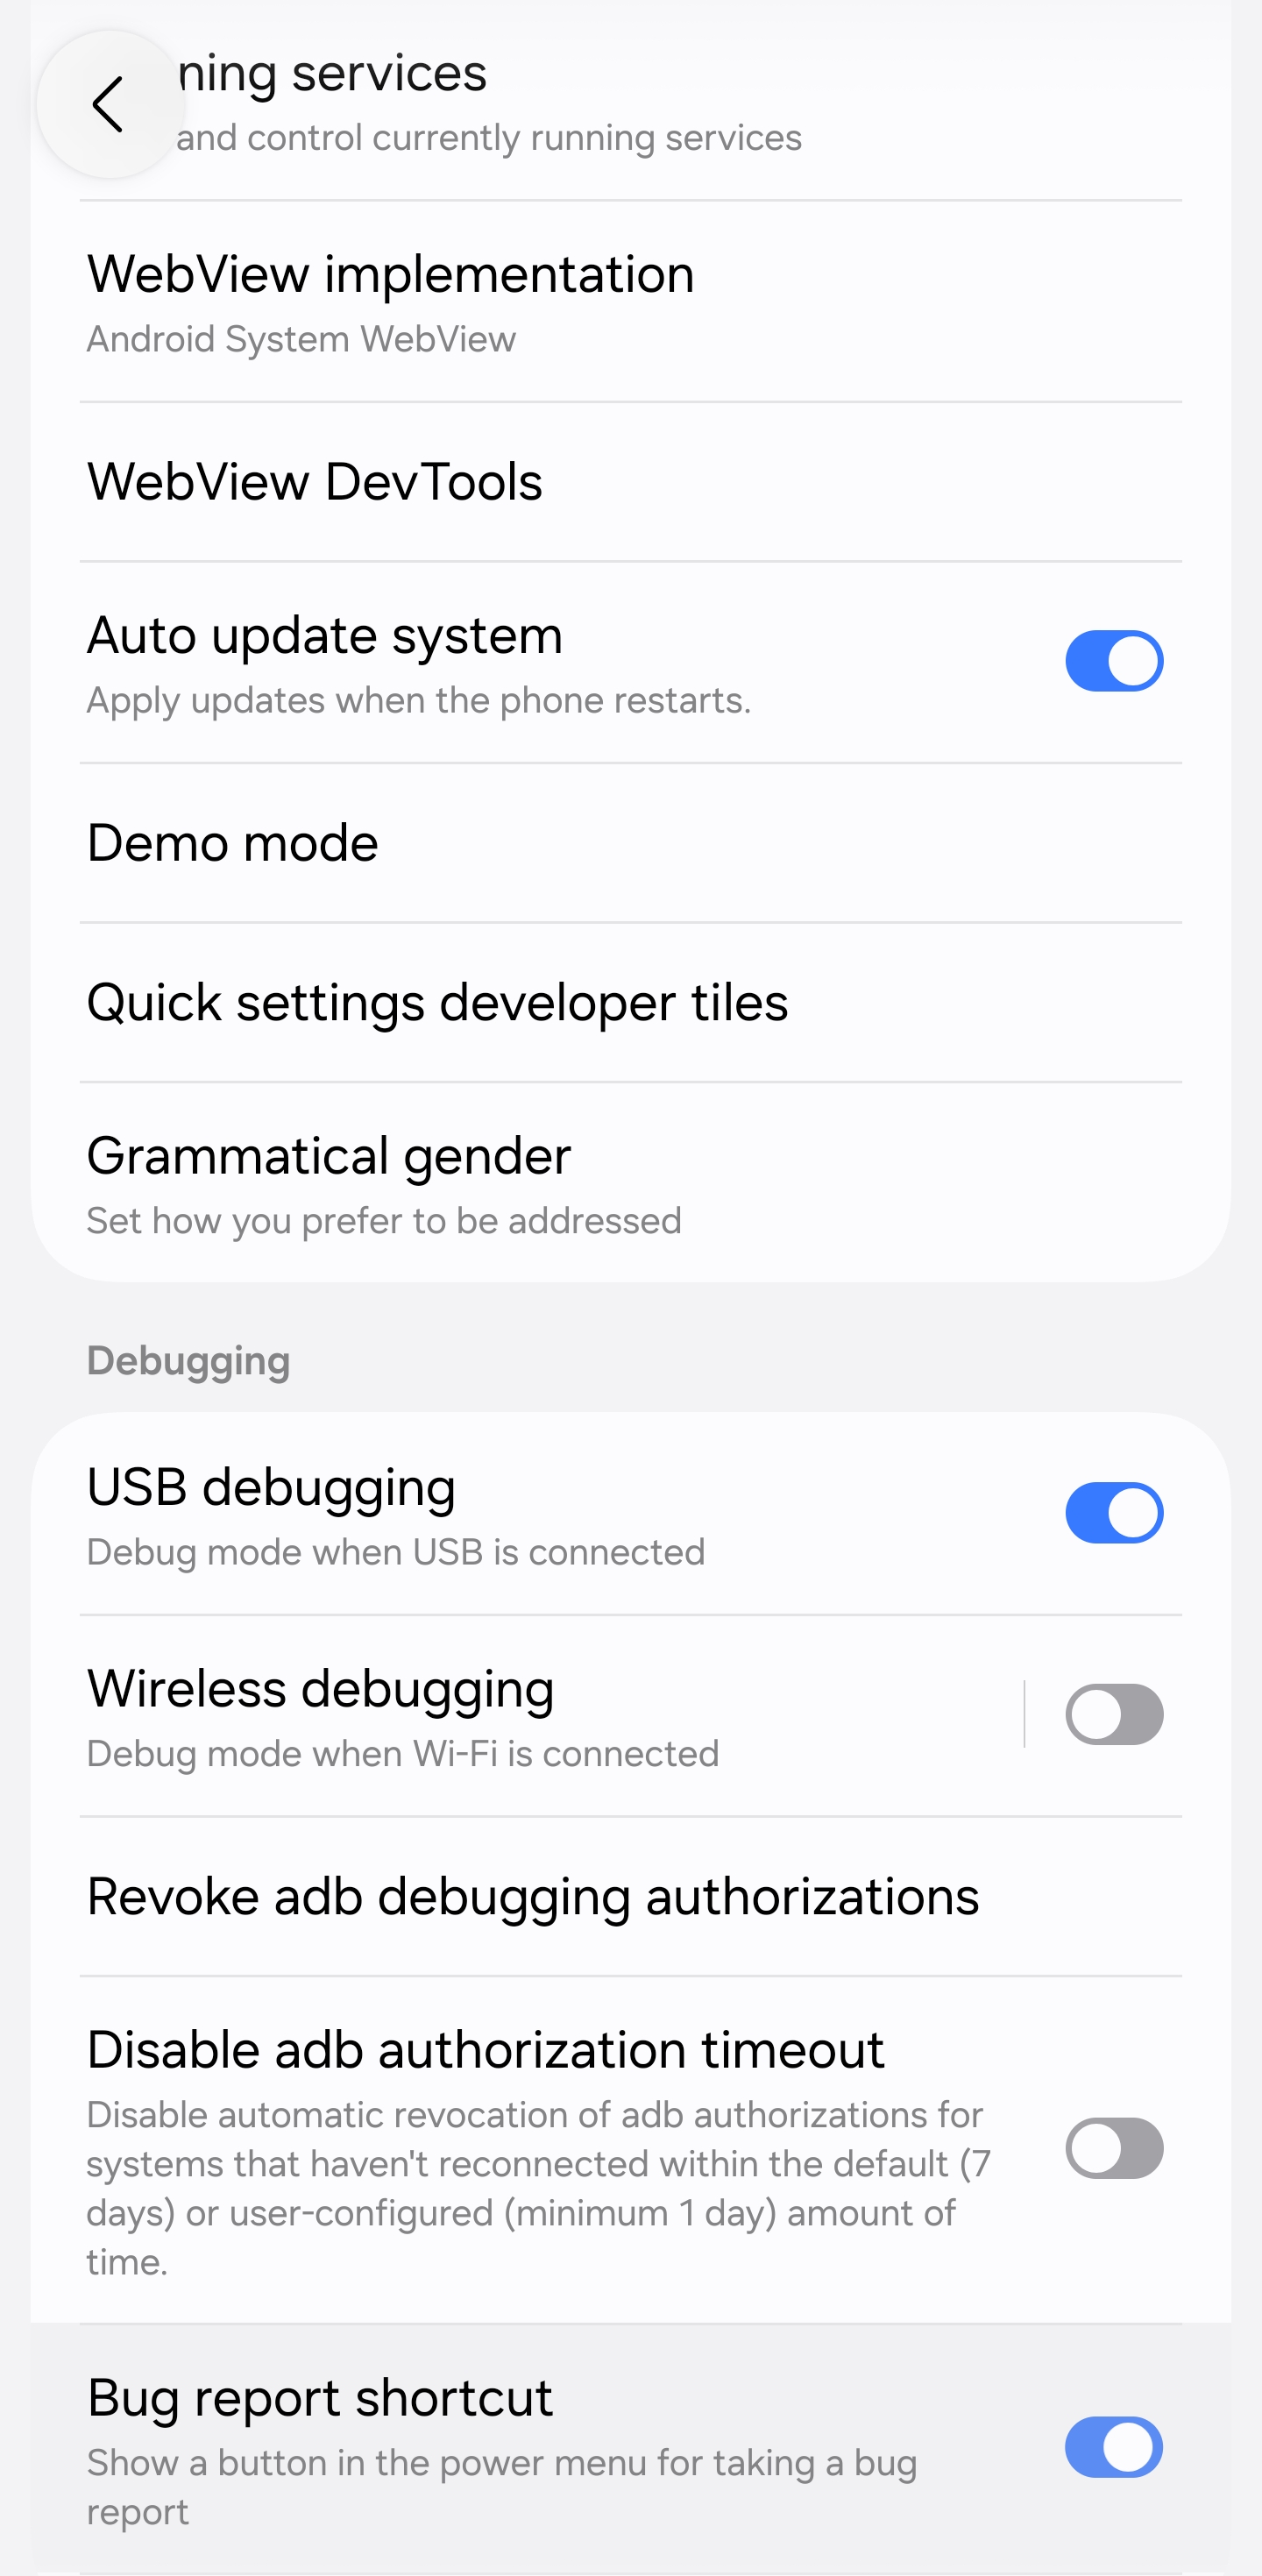 ning services
and control currently running services
WebView implementation
Android System WebView
WebView DevTools
Auto update system
Apply updates when the phone restarts.
Demo mode
Quick settings developer tiles
Grammatical gender
Set how you prefer to be addressed
Debugging
USB debugging
Debug mode when USB is connected
Wireless debugging
Debug mode when Wi-Fi is connected
Revoke adb debugging authorizations
Disable adb authorization timeout
Disable automatic revocation of adb authorizations for
systems that haven't reconnected within the default (7
days) or user-configured (minimum 1 day) amount of
time.
Bug report shortcut
Show a button in the power menu for taking a bug
report